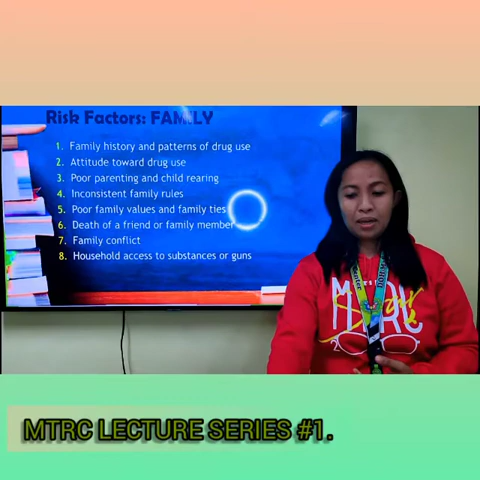 Risk Factors: FAMILY
1. Family history and patterns of drug use
2. Attitude toward drug use
3. Poor parenting and child rearing
4. Inconsistent family rules
5. Poor family values and family ties
6. Death of a friend or family member
7. Family conflict
8. Household access to substances or guns
MTRC LECTURE SERIES #1.